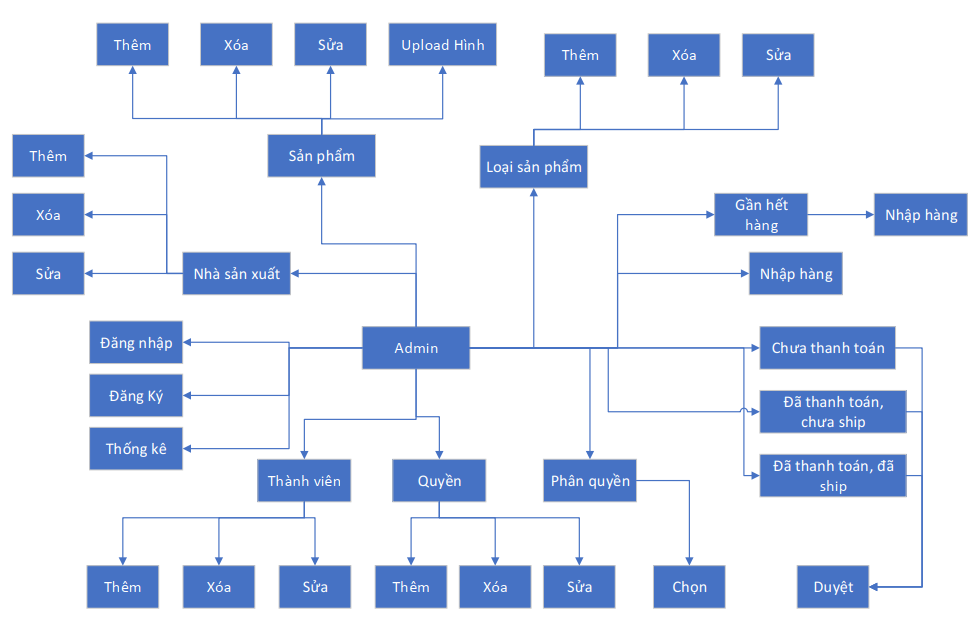 Thêm
Xóa
Sửa
Upload Hình
Thêm
Xóa
Sửa
Sản phẩm
Loại sản phẩm
Thêm
Xóa
Sửa
Nhà sản xuất
Gần hết
hàng
Nhập hàng
Nhập hàng
Đăng nhập
Admin
Chưa thanh toán
Đăng Ký
Đã thanh toán,
chưa ship
Thống kê
Đã thanh toán, đã
ship
Thành viên
Quyền
Phân quyền
Thêm
Xóa
Sửa
Thêm
Xóa
Sửa
Chọn
Duyệt